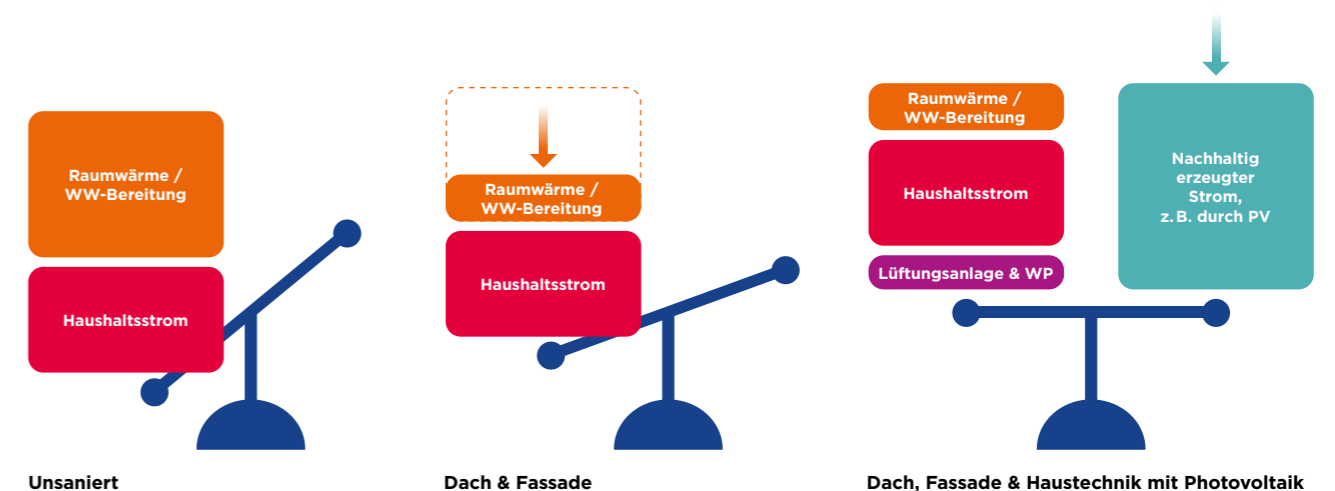 Raumwärme /
WW-Bereitung
Haushaltsstrom
Unsaniert
Raumwärme /
WW-Bereitung
Haushaltsstrom
Dach & Fassade
Raumwärme /
WW-Bereitung
Haushaltsstrom
Lüftungsanlage & WP
Nachhaltig
erzeugter
Strom,
z. B. durch PV
Dach, Fassade & Haustechnik mit Photovoltaik